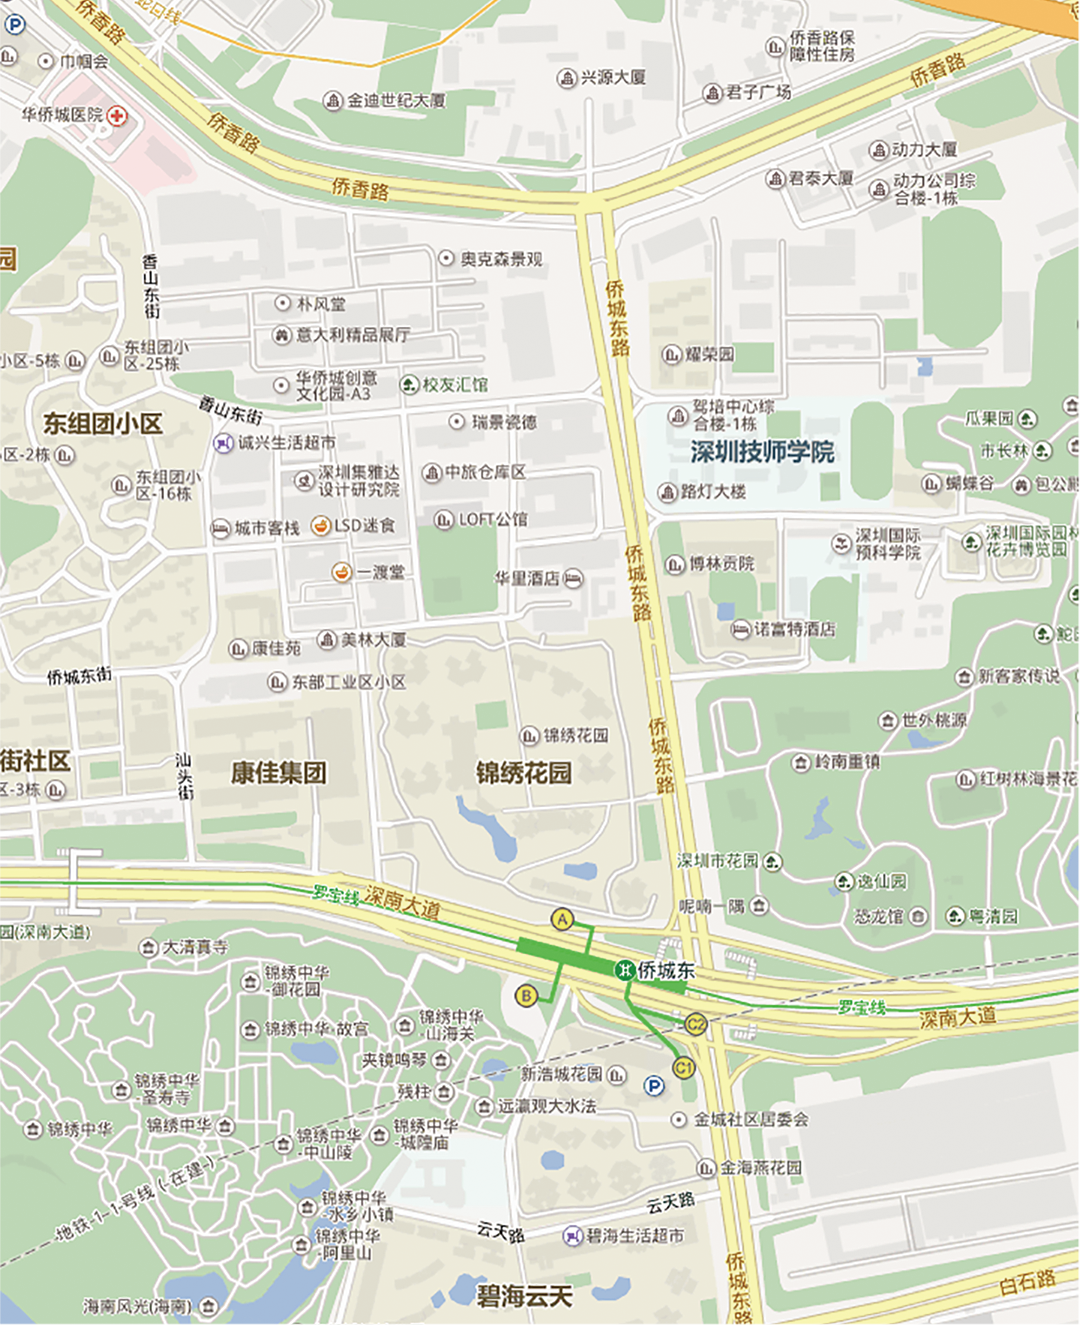 侨香路
蛇口线
P
巾帼会
华侨城医院
侨香路
侨香路
金迪世纪大厦
兴源大厦
侨香路保
障性住房
君子广场
侨香路
动力大厦
君泰大厦
动力公司综
合楼-1栋
园
香山东街
奥克森景观
朴风堂
意大利精品展厅
侨城东路
小区-5栋
东组团小
区-25栋
华侨城创意
文化园-A3
校友汇馆
耀荣园
东组团小区
香山东街
瑞景瓷德
驾培中心综
合楼-1栋
深圳技师学院
瓜果园
市长林
诚兴生活超市
区-2栋
东组团小
区-16栋
深圳集雅达
设计研究院
中旅仓库区
路灯大楼
蝴蝶谷
城市客栈
LSD迷食
LOFT公馆
深圳国际
预科学院
深圳国际园林
花卉博览园
侨城东路
博林贡院
一渡堂
华里酒店
诺富特酒店
康佳苑
美林大厦
侨城东街
东部工业区小区
新客家传说
世外桃源
侨城东路
锦绣花园
街社区
汕头街
康佳集团
锦绣花园
岭南重镇
红树林海景花
区-3栋
深圳市花园
逸仙园
罗宝线
深南大道
呢喃一隅
恐龙馆
粤清园
A
园(深南大道)
大清真寺
侨城东
B
锦绣中华
-御花园
罗宝线
深南大道
锦绣中华-故宫
锦绣中华
-山海关
C2
夹镜鸣琴
C1
新浩城花园
P
锦绣中华
-圣寿寺
残柱
远瀛观大水法
金城社区居委会
锦绣中华
锦绣中华
锦绣中华
-中山陵
锦绣中华
-城隍庙
金海燕花园
地铁-1-1-号线(-在建-)
锦绣中华
-水乡小镇
云天路
云天路
碧海生活超市
锦绣中华
-阿里山
侨城东路
白石路
海南风光(海南)
碧海云天